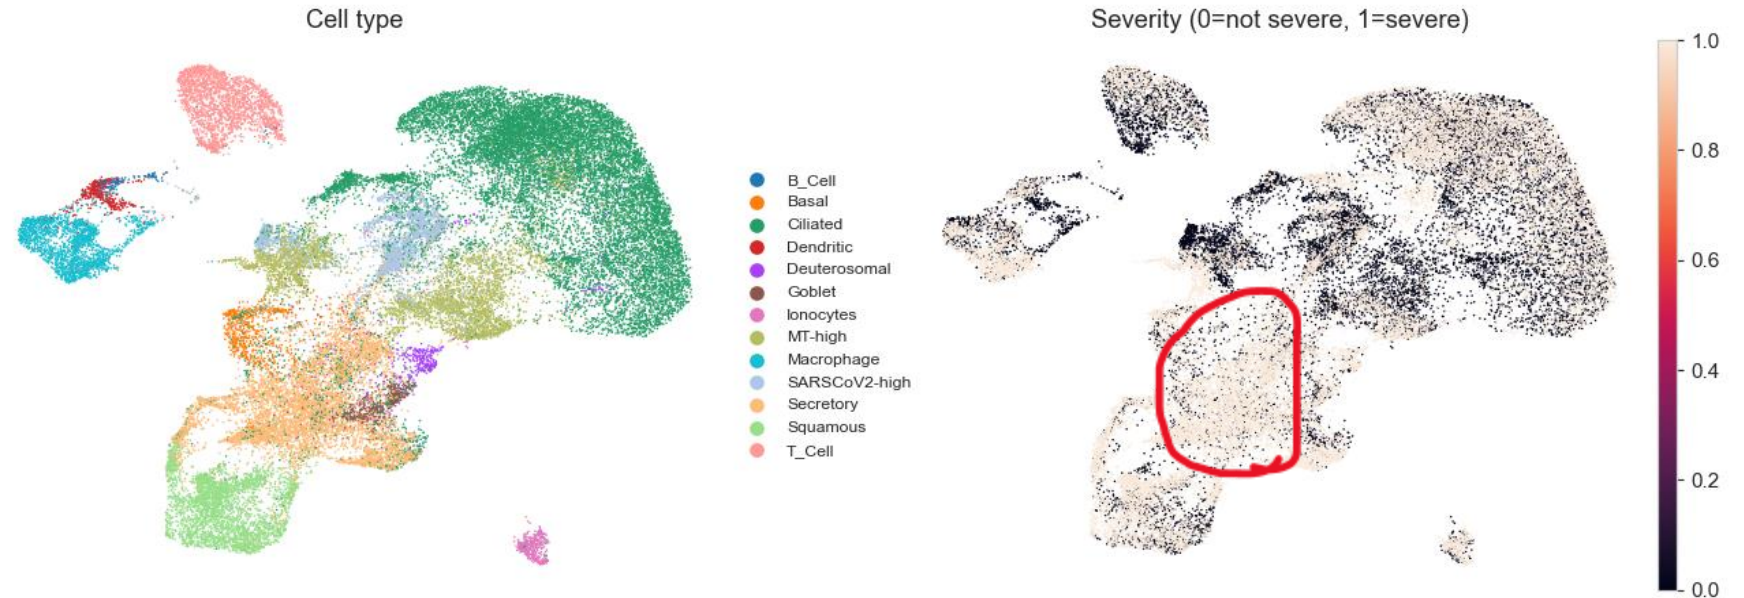 Cell type
B_Cell
Basal
Ciliated
Dendritic
Deuterosomal
Goblet
Ionocytes
MT-high
Macrophage
SARSCoV2-high
Secretory
Squamous
T_Cell
Severity (0=not severe, 1=severe)
1.0
0.8
0.6
0.4
0.2
0.0